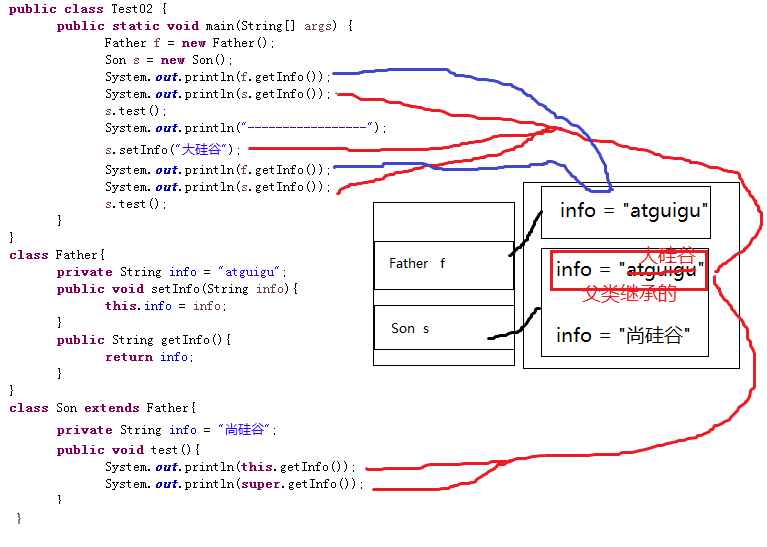 public class Test02 {
public static void main(String[] args) {
Father f = new Father();
Son s = new Son();
System.out.println(f.getInfo());
System.out.println(s.getInfo());
s.test();
System.out.println("-----------------");
s.setInfo("大硅谷");
System.out.println(f.getInfo());
System.out.println(s.getInfo());
s.test();
}
}
class Father{
private String info = "atguigu";
public void setInfo(String info){
this.info = info;
}
public String getInfo(){
return info;
}
}
class Son extends Father{
private String info = "尚硅谷";
public void test(){
System.out.println(this.getInfo());
System.out.println(super.getInfo());
}
}
Father f
Son s
info = "atguigu"
大硅谷
info = "atguigu"
父类继承的
info = "尚硅谷"